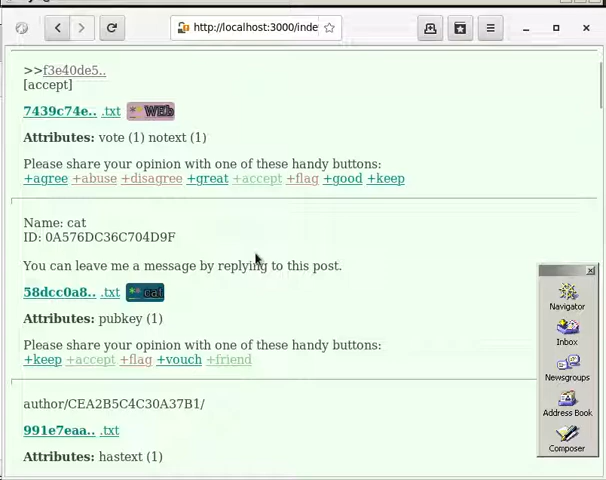 http://localhost:3000/inde
>>f3e40de5..
[accept]
7439c74e.. .txt WEb
Attributes: vote (1) notext (1)
Please share your opinion with one of these handy buttons:
+agree +abuse +disagree +great +accept +flag +good +keep
Name: cat
ID: 0A576DC36C704D9F
You can leave me a message by replying to this post.
58dcc0a8.. .txt cat
Attributes: pubkey (1)
Please share your opinion with one of these handy buttons:
+keep +accept +flag +vouch +friend
author/CEA2B5C4C30A37B1/
991e7eaa.. .txt
Attributes: hastext (1)
Navigator
Inbox
Newsgroups
Address Book
Composer